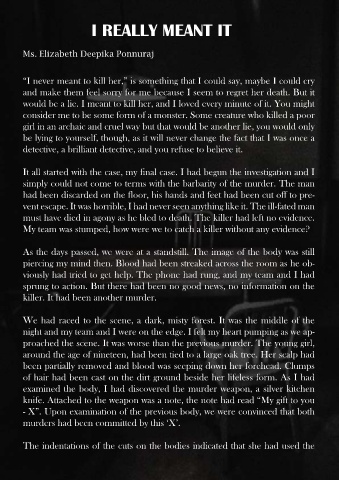 I REALLY MEANT IT
Ms. Elizabeth Deepika Ponnuraj
“I never meant to kill her,” is something that I could say, maybe I could cry
and make them feel sorry for me because I seem to regret her death. But it
would be a lie. I meant to kill her, and I loved every minute of it. You might
consider me to be some form of a monster. Some creature who killed a poor
girl in an archaic and cruel way but that would be another lie, you would only
be lying to yourself, though, as it will never change the fact that I was once a
detective, a brilliant detective, and you refuse to believe it.
It all started with the case, my final case. I had begun the investigation and I
simply could not come to terms with the barbarity of the murder. The man
had been discarded on the floor, his hands and feet had been cut off to pre-
vent escape. It was horrible, I had never seen anything like it. The ill-fated man
must have died in agony as he bled to death. The killer had left no evidence.
My team was stumped, how were we to catch a killer without any evidence?
As the days passed, we were at a standstill. The image of the body was still
piercing my mind then. Blood had been streaked across the room as he ob-
viously had tried to get help. The phone had rung, and my team and I had
sprung to action. But there had been no good news, no information on the
killer. It had been another murder.
We had raced to the scene, a dark, misty forest. It was the middle of the
night and my team and I were on the edge. I felt my heart pumping as we ap-
proached the scene. It was worse than the previous murder. The young girl,
around the age of nineteen, had been tied to a large oak tree. Her scalp had
been partially removed and blood was seeping down her forehead. Clumps
of hair had been cast on the dirt ground beside her lifeless form. As I had
examined the body, I had discovered the murder weapon, a silver kitchen
knife. Attached to the weapon was a note, the note had read “My gift to you
- X”. Upon examination of the previous body, we were convinced that both
murders had been committed by this ‘X’.
The indentations of the cuts on the bodies indicated that she had used the